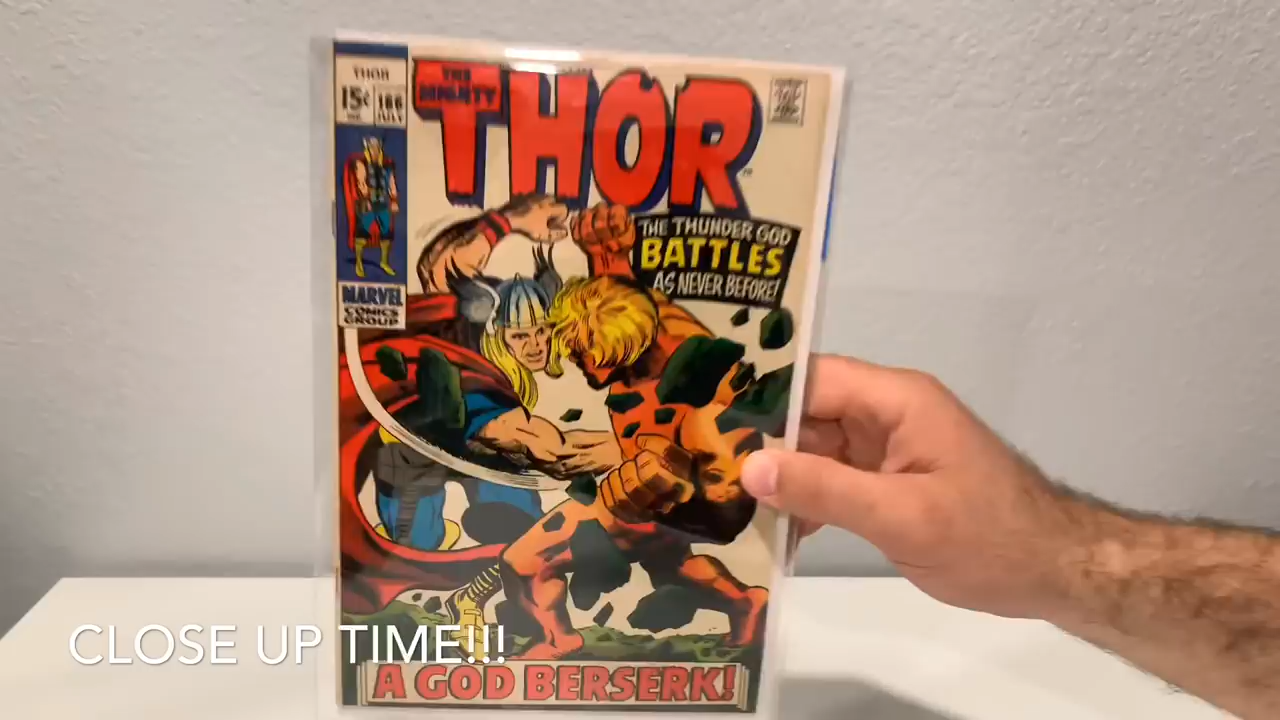 THOR
15¢ 166
JULY
MARVEL
COMICS
GROUP
THE
MIGHTY
THOR
THE THUNDER GOD
BATTLES
AS NEVER BEFORE!
CLOSE UP TIME!!!
A GOD BERSERK!